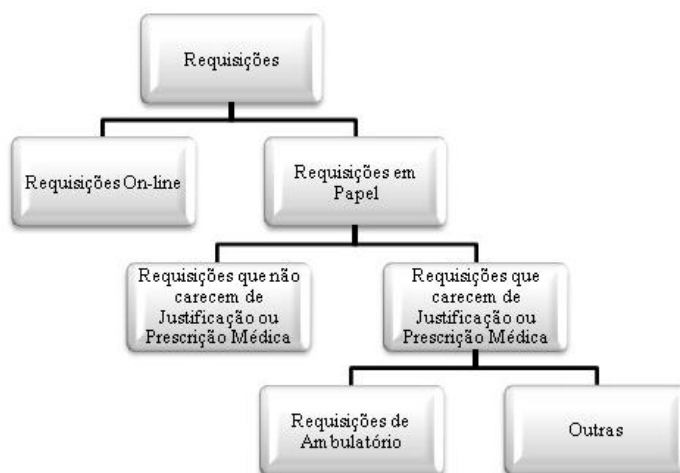 Requisições
Requisições On-line
Requisições em
Papel
Requisições que não
carecem de
Justificação ou
Prescrição Médica
Requisições que
carecem de
Justificação ou
Prescrição Médica
Requisições de
Ambulatório
Outras